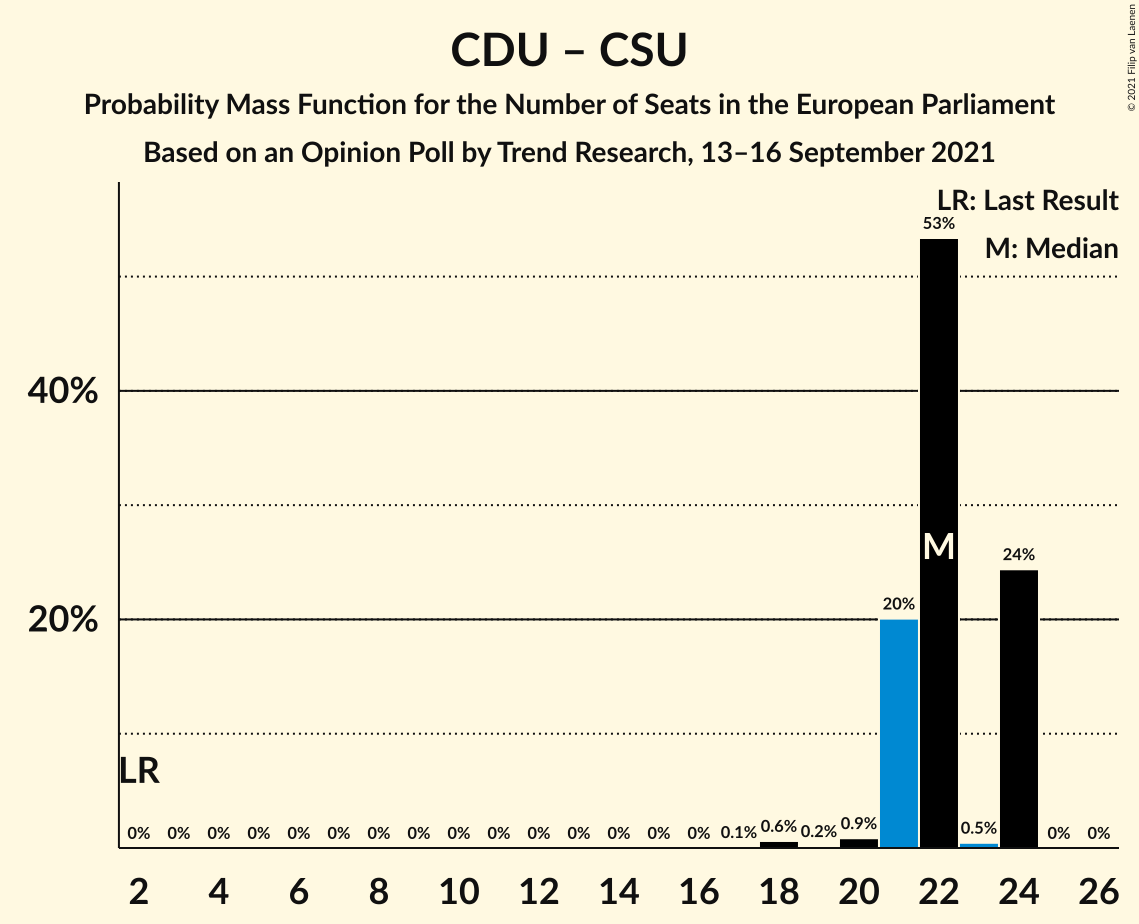 CDU – CSU
Probability Mass Function for the Number of Seats in the European Parliament
Based on an Opinion Poll by Trend Research, 13–16 September 2021
© 2021 Filip van Laenen
LR: Last Result
M: Median
53%
40%
M
24%
20%
20%
LR
0% 0% 0% 0% 0% 0% 0% 0% 0% 0% 0% 0% 0% 0% 0% 0.1% 0.6% 0.2% 0.9% 0.5% 0% 0%
2 4 6 8 10 12 14 16 18 20 22 24 26